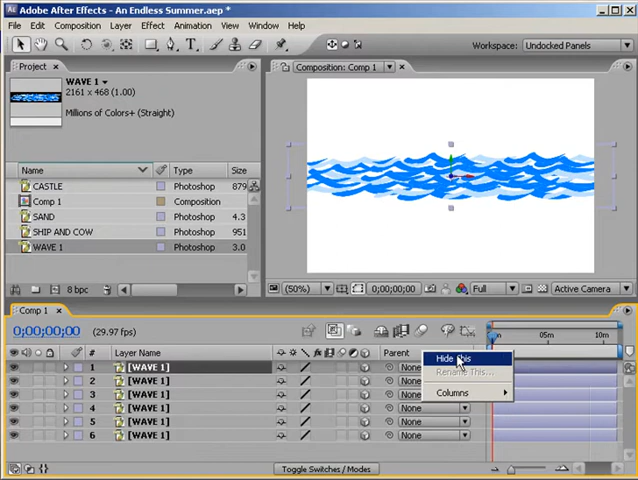 Adobe After Effects - An Endless Summer.aep *
File Edit Composition Layer Effect Animation View Window Help
Workspace: Undocked Panels
Project
WAVE 1
2161 x 468 (1.00)
Millions of Colors+ (Straight)
Name Type Size
CASTLE Photoshop 879
Comp 1 Composition
SAND Photoshop 4.3
SHIP AND COW Photoshop 951
WAVE 1 Photoshop 3.0
8 bpc
Composition: Comp 1
(50%) 0;00;00;00 Full Active Camera
Comp 1
0;00;00;00 (29.97 fps)
05m 10m
# Layer Name Parent
1 [WAVE 1] None
2 [WAVE 1]
3 [WAVE 1]
4 [WAVE 1] None
5 [WAVE 1] None
6 [WAVE 1] None
Hide This
Rename This...
Columns
Toggle Switches / Modes